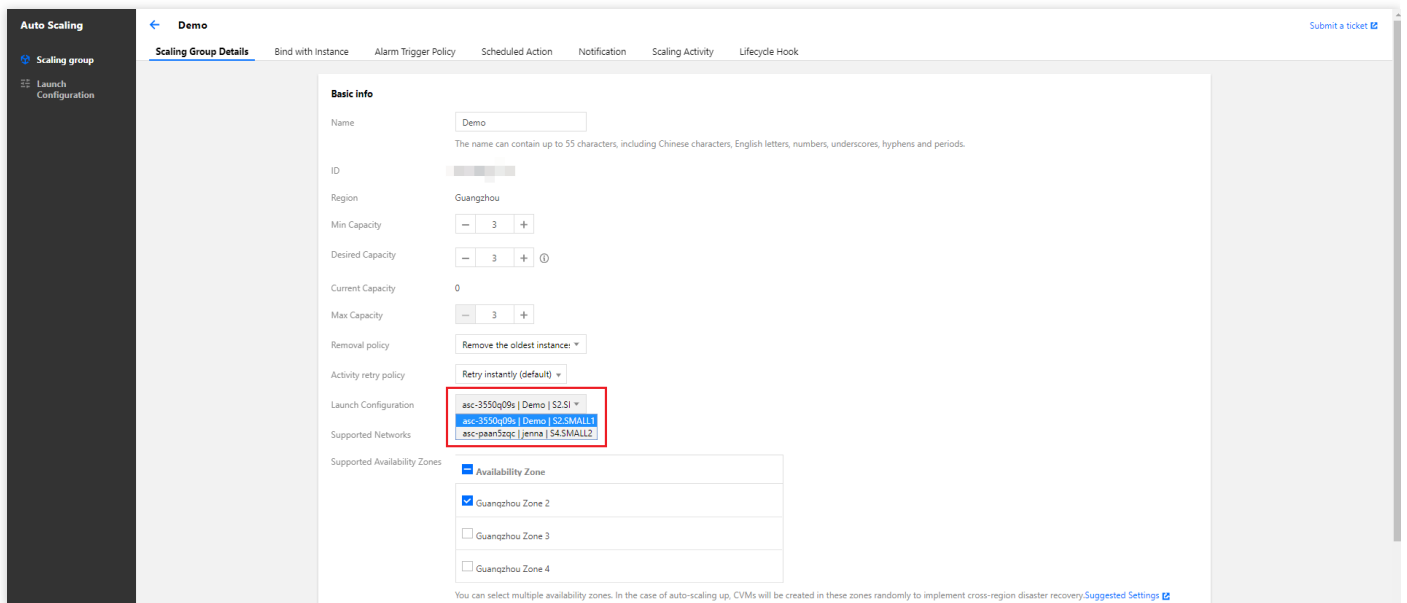 Auto Scaling
Demo
Submit a ticket
Scaling group
Launch
Configuration
Scaling Group Details Bind with Instance Alarm Trigger Policy Scheduled Action Notification Scaling Activity Lifecycle Hook
Basic info
Name Demo
The name can contain up to 55 characters, including Chinese characters, English letters, numbers, underscores, hyphens and periods.
ID
Region Guangzhou
Min Capacity − 3 +
Desired Capacity − 3 +
Current Capacity 0
Max Capacity − 3 +
Removal policy Remove the oldest instance
Activity retry policy Retry instantly (default)
Launch Configuration asc-3550q09s | Demo | S2.SI
asc-3550q09s | Demo | S2.SMALL1
Supported Networks asc-paan5zqc | jenna | S4.SMALL2
Supported Availability Zones Availability Zone
Guangzhou Zone 2
Guangzhou Zone 3
Guangzhou Zone 4
You can select multiple availability zones. In the case of auto-scaling up, CVMs will be created in these zones randomly to implement cross-region disaster recovery.Suggested Settings